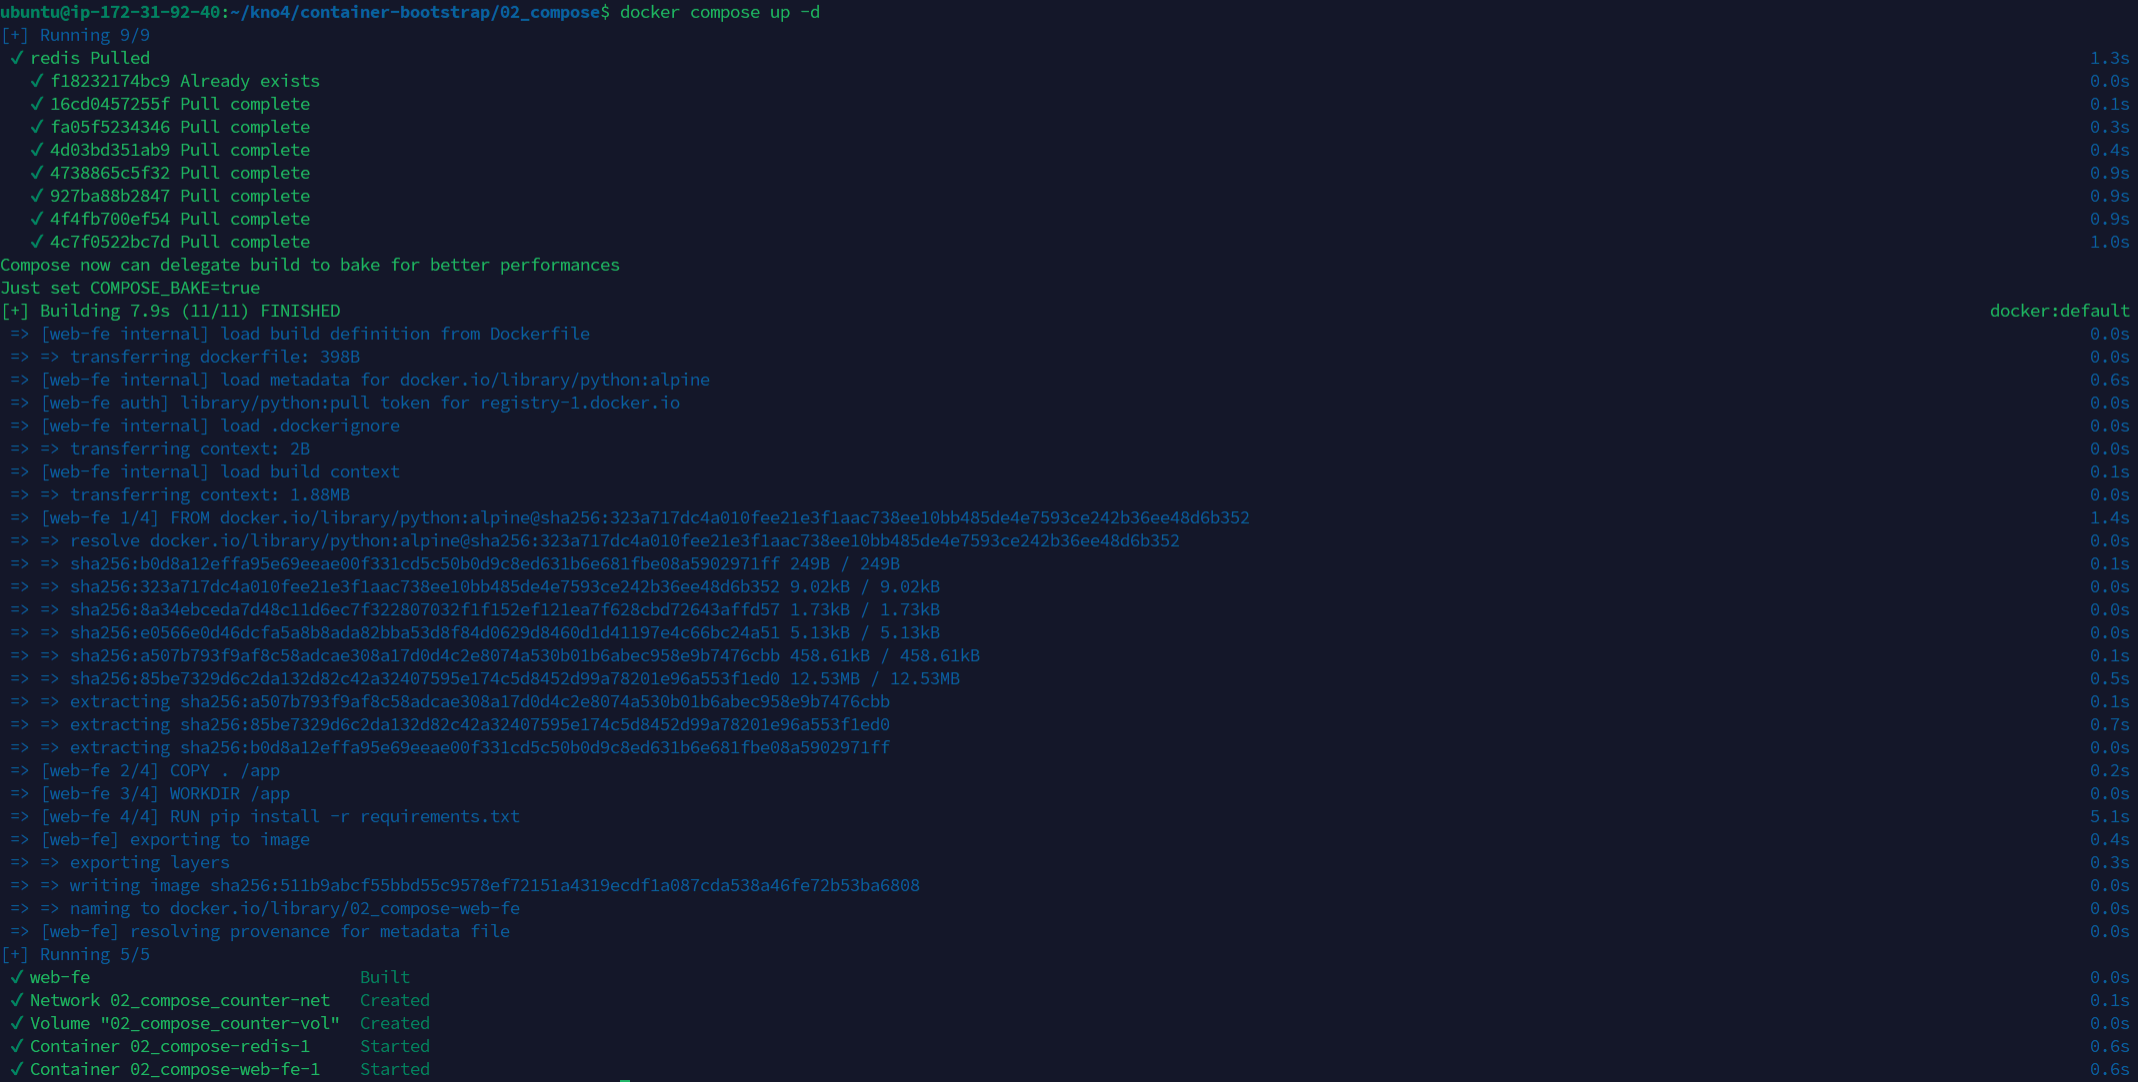 ubuntu@ip-172-31-92-40:~/kno4/container-bootstrap/02_compose$ docker compose up -d
[+] Running 9/9
✓ redis Pulled 1.3s
✓ f18232174bc9 Already exists 0.0s
✓ 16cd0457255f Pull complete 0.1s
✓ fa05f5234346 Pull complete 0.3s
✓ 4d03bd351ab9 Pull complete 0.4s
✓ 4738865c5f32 Pull complete 0.9s
✓ 927ba88b2847 Pull complete 0.9s
✓ 4f4fb700ef54 Pull complete 0.9s
✓ 4c7f0522bc7d Pull complete 1.0s
Compose now can delegate build to bake for better performances
Just set COMPOSE_BAKE=true
[+] Building 7.9s (11/11) FINISHED docker:default
=> [web-fe internal] load build definition from Dockerfile 0.0s
=> => transferring dockerfile: 398B 0.0s
=> [web-fe internal] load metadata for docker.io/library/python:alpine 0.6s
=> [web-fe auth] library/python:pull token for registry-1.docker.io 0.0s
=> [web-fe internal] load .dockerignore 0.0s
=> => transferring context: 2B 0.0s
=> [web-fe internal] load build context 0.1s
=> => transferring context: 1.88MB 0.0s
=> [web-fe 1/4] FROM docker.io/library/python:alpine@sha256:323a717dc4a010fee21e3f1aac738ee10bb485de4e7593ce242b36ee48d6b352 1.4s
=> => resolve docker.io/library/python:alpine@sha256:323a717dc4a010fee21e3f1aac738ee10bb485de4e7593ce242b36ee48d6b352 0.0s
=> => sha256:b0d8a12effa95e69eeae00f331cd5c50b0d9c8ed631b6e681fbe08a5902971ff 249B / 249B 0.1s
=> => sha256:323a717dc4a010fee21e3f1aac738ee10bb485de4e7593ce242b36ee48d6b352 9.02kB / 9.02kB 0.0s
=> => sha256:8a34ebceda7d48c11d6ec7f322807032f1f152ef121ea7f628cbd72643affd57 1.73kB / 1.73kB 0.0s
=> => sha256:e0566e0d46dcfa5a8b8ada82bba53d8f84d0629d8460d1d41197e4c66bc24a51 5.13kB / 5.13kB 0.0s
=> => sha256:a507b793f9af8c58adcae308a17d0d4c2e8074a530b01b6abec958e9b7476cbb 458.61kB / 458.61kB 0.1s
=> => sha256:85be7329d6c2da132d82c42a32407595e174c5d8452d99a78201e96a553f1ed0 12.53MB / 12.53MB 0.5s
=> => extracting sha256:a507b793f9af8c58adcae308a17d0d4c2e8074a530b01b6abec958e9b7476cbb 0.1s
=> => extracting sha256:85be7329d6c2da132d82c42a32407595e174c5d8452d99a78201e96a553f1ed0 0.7s
=> => extracting sha256:b0d8a12effa95e69eeae00f331cd5c50b0d9c8ed631b6e681fbe08a5902971ff 0.0s
=> [web-fe 2/4] COPY . /app 0.2s
=> [web-fe 3/4] WORKDIR /app 0.0s
=> [web-fe 4/4] RUN pip install -r requirements.txt 5.1s
=> [web-fe] exporting to image 0.4s
=> => exporting layers 0.3s
=> => writing image sha256:511b9abcf55bbd55c9578ef72151a4319ecdf1a087cda538a46fe72b53ba6808 0.0s
=> => naming to docker.io/library/02_compose-web-fe 0.0s
=> [web-fe] resolving provenance for metadata file 0.0s
[+] Running 5/5
✓ web-fe Built 0.0s
✓ Network 02_compose_counter-net Created 0.1s
✓ Volume "02_compose_counter-vol" Created 0.0s
✓ Container 02_compose-redis-1 Started 0.6s
✓ Container 02_compose-web-fe-1 Started 0.6s